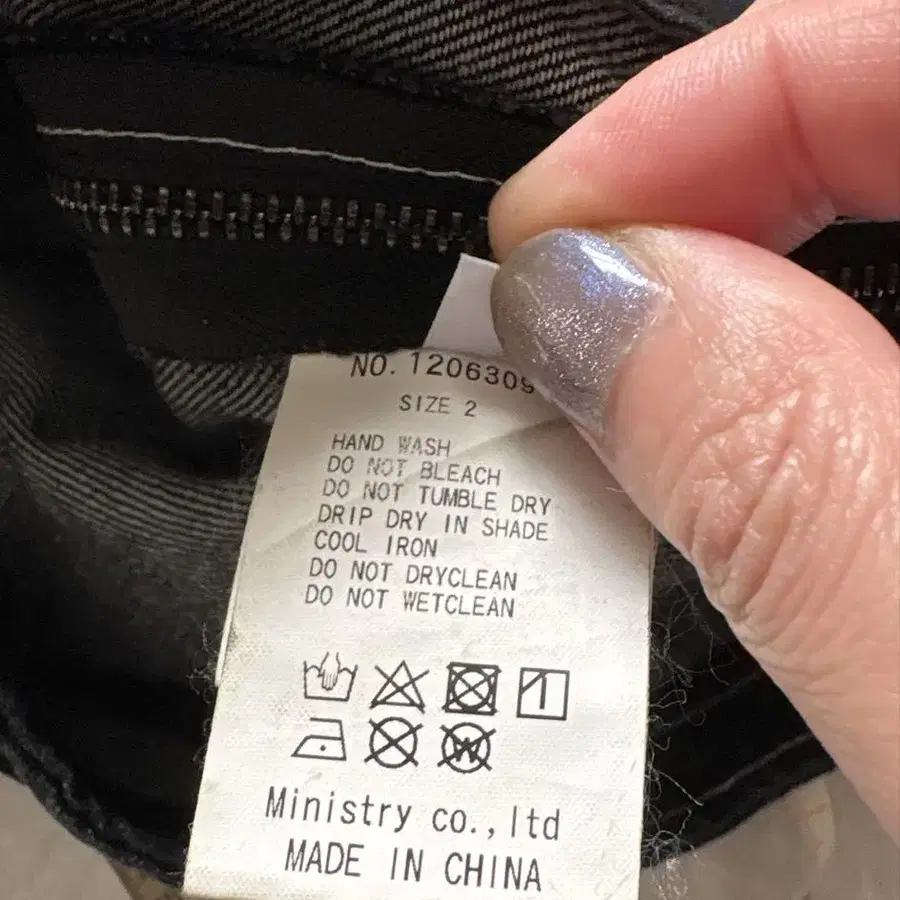 NO. 1206309
SIZE 2
HAND WASH
DO NOT BLEACH
DO NOT TUMBLE DRY
DRIP DRY IN SHADE
COOL IRON
DO NOT DRYCLEAN
DO NOT WETCLEAN
W
Ministry co.,ltd
MADE IN CHINA